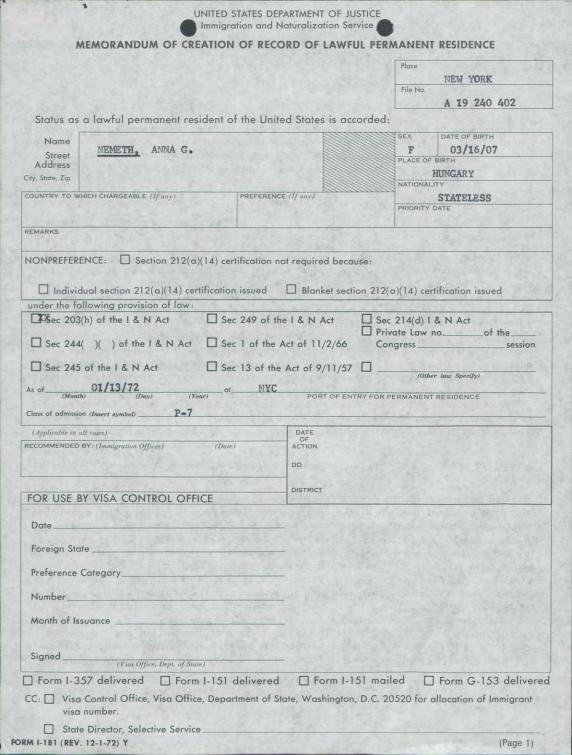 UNITED STATES DEPARTMENT OF JUSTICE
Immigration and Naturalization Service
MEMORANDUM OF CREATION OF RECORD OF LAWFUL PERMANENT RESIDENCE
Place
NEW YORK
File No.
A 19 240 402
Status as a lawful permanent resident of the United States is accorded:
Name
Street
Address
City, State, Zip
NEMETH, ANNA G.
SEX
F
DATE OF BIRTH
03/16/07
PLACE OF BIRTH
HUNGARY
NATIONALITY
STATELESS
COUNTRY TO WHICH CHARGEABLE (If any)
PREFERENCE (If any)
PRIORITY DATE
REMARKS
NONPREFERENCE: Section 212(a)(14) certification not required because:
Individual section 212(a)(14) certification issued
Blanket section 212(a)(14) certification issued
under the following provision of law:
Sec 203(h) of the I & N Act
Sec 249 of the I & N Act
Sec 214(d) I & N Act
Private Law no. of the
Sec 244( )( ) of I & N Act
Sec 1 of the Act of 11/2/66
Congress session
Sec 245 of the I & N Act
Sec 13 of the Act of 9/11/57
(Other law Specify)
As of 01/13/72 at NYC
(Month) (Day) (Year) PORT OF ENTRY FOR PERMANENT RESIDENCE
Class of admission (Insert symbol) P-7
(Applicable in all cases)
RECOMMENDED BY: (Immigration Officer) (Date)
DATE
OF
ACTION
DD
DISTRICT
FOR USE BY VISA CONTROL OFFICE
Date
Foreign State
Preference Category
Number
Month of Issuance
Signed
(Visa Office, Dept. of State)
Form I-357 delivered Form I-151 delivered Form I-151 mailed Form G-153 delivered
CC: Visa Control Office, Visa Office, Department of State, Washington, D.C. 20520 for allocation of Immigrant
visa number.
State Director, Selective Service
FORM I-181 (REV. 12-1-72) Y (Page 1)